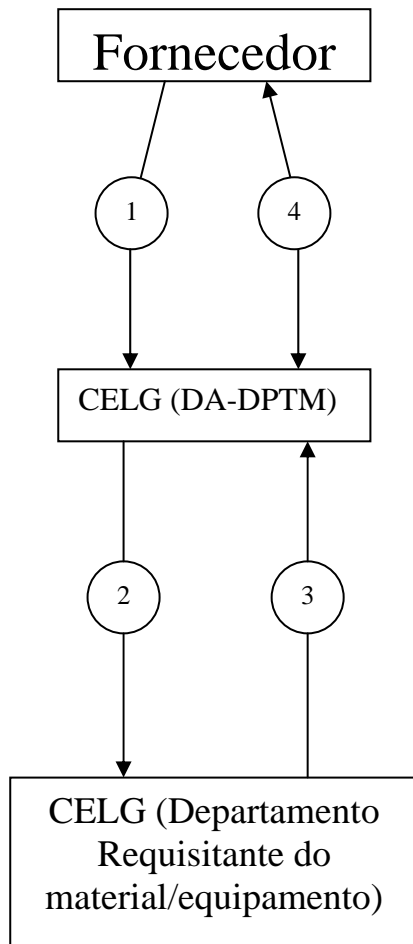 Fornecedor
1 4
CELG (DA-DPTM)
2 3
CELG (Departamento
Requisitante do
material/equipamento)